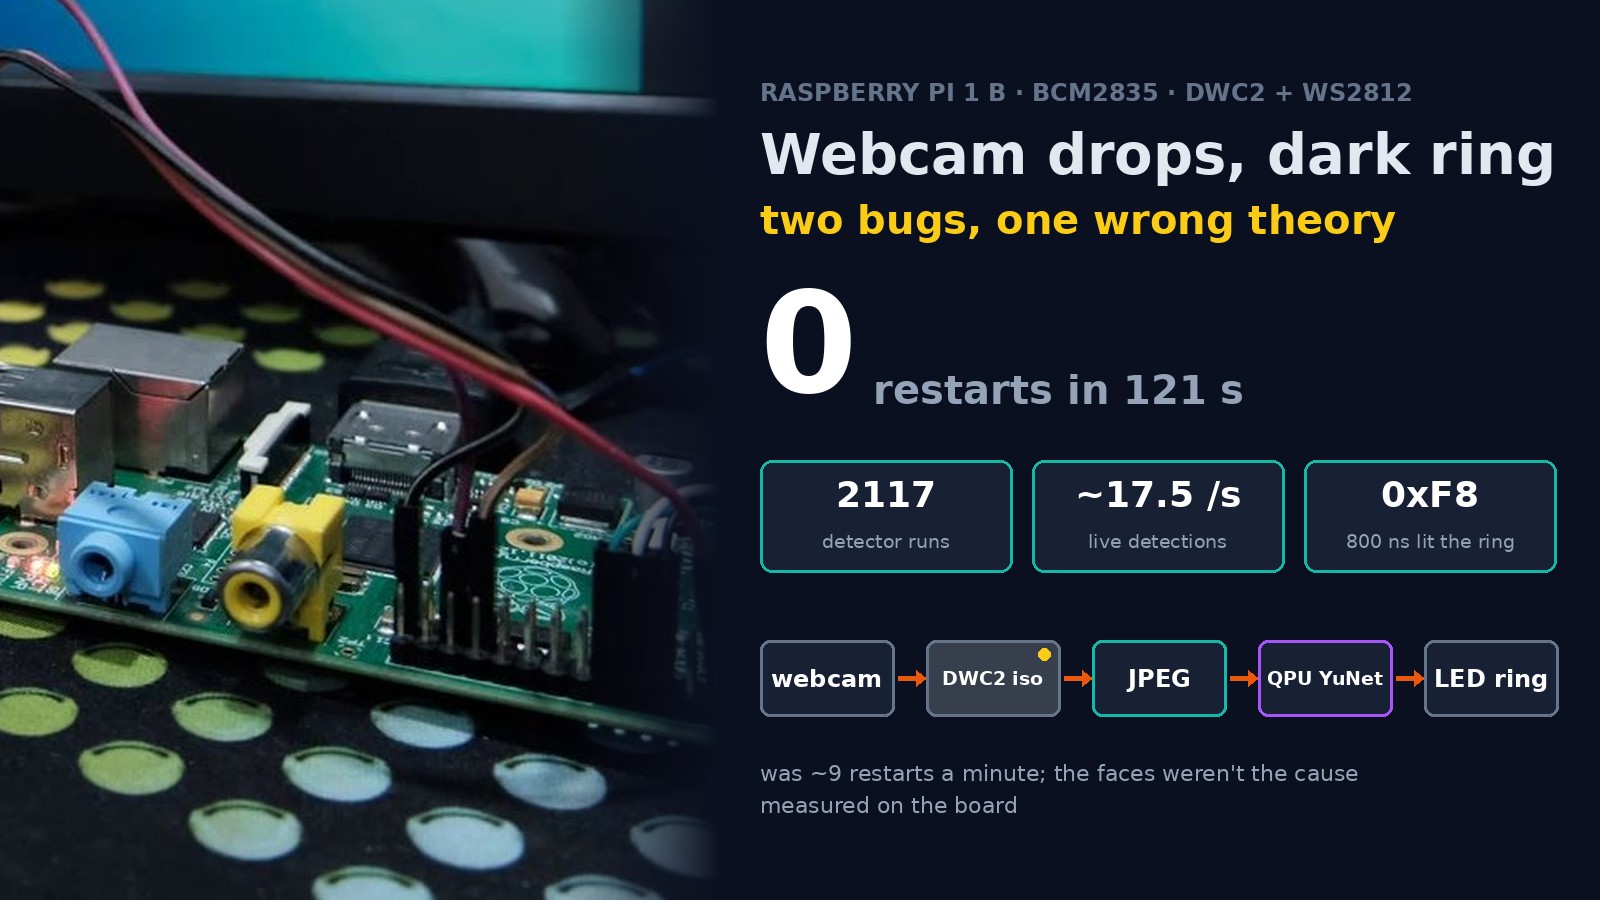 RASPBERRY PI 1 B · BCM2835 · DWC2 + WS2812
Webcam drops, dark ring
two bugs, one wrong theory
0 restarts in 121 s
2117
detector runs
~17.5 /s
live detections
0xF8
800 ns lit the ring
webcam
DWC2 iso
JPEG
QPU YuNet
LED ring
was ~9 restarts a minute; the faces weren't the cause
measured on the board